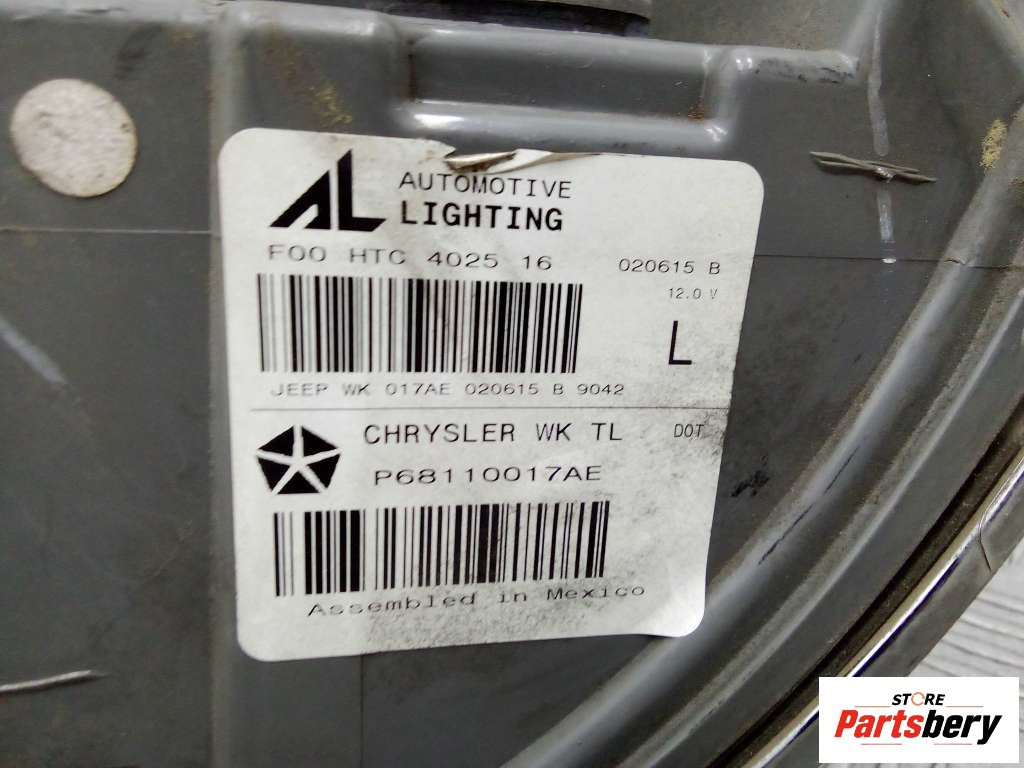 AL AUTOMOTIVE
LIGHTING
F00 HTC 4025 16 020615 B
12.0 V
L
JEEP WK 017AE 020615 B 9042
CHRYSLER WK TL DOT
P68110017AE
Assembled in Mexico
STORE
Partsbery